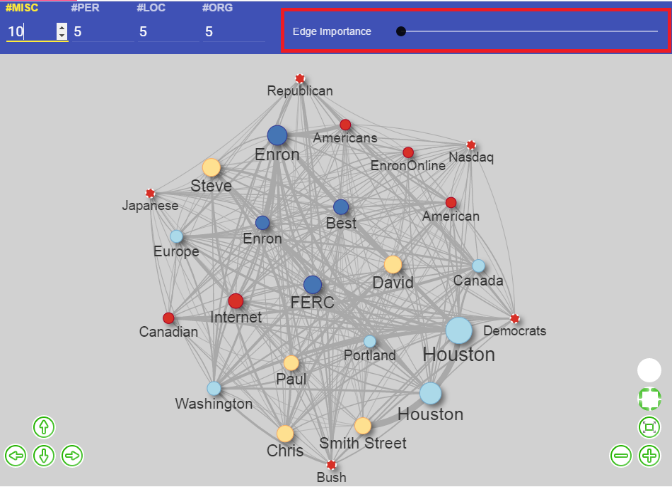 #MISC #PER #LOC #ORG
10 5 5 5
Edge Importance
Republican
Americans
Enron
EnronOnline
Nasdaq
Steve
Japanese
American
Best
Enron
Europe
David
Canada
FERC
Internet
Canadian
Democrats
Portland
Houston
Paul
Washington
Houston
Smith Street
Chris
Bush